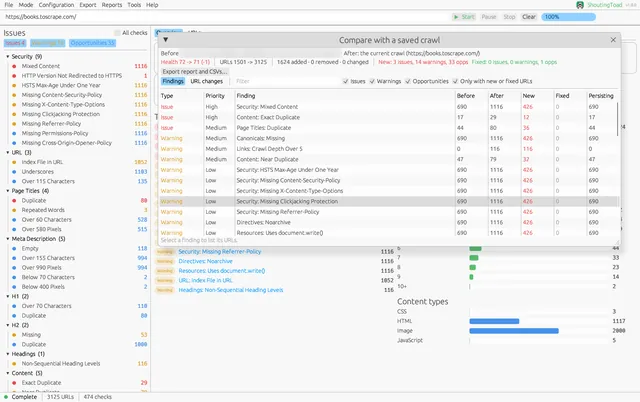 File Mode Configuration Export Reports Tools Help
ShoutingToad
https://books.toscrape.com/
Start Pause Stop Clear 100%
Issues
All checks
Issues 4 Warnings 14 Opportunities 33
Security (9)
Mixed Content 1116
HTTP Version Not Redirected to HTTPS 1
HSTS Max-Age Under One Year 1116
Missing Content-Security-Policy 1116
Missing X-Content-Type-Options 1116
Missing Clickjacking Protection 1116
Missing Referrer-Policy 1116
Missing Permissions-Policy 1116
Missing Cross-Origin-Opener-Policy 1116
URL (3)
Index File in URL 1052
Underscores 1103
Over 115 Characters 135
Page Titles (4)
Duplicate 80
Repeated Words 3
Over 60 Characters 528
Over 580 Pixels 515
Meta Description (5)
Empty 118
Over 155 Characters 994
Over 990 Pixels 994
Below 70 Characters 2
Below 400 Pixels 2
H1 (2)
Over 70 Characters 118
Duplicate 80
H2 (2)
Missing 53
Duplicate 1000
Headings (1)
Non-Sequential Heading Levels 116
Content (5)
Exact Duplicate 29
Complete 3125 URLs 474 checks
Compare with a saved crawl
Before
After: the current crawl (https://books.toscrape.com/)
Health 72 -> 71 (-1) URLs 1501 -> 3125 1624 added · 0 removed · 0 changed New: 3 issues, 14 warnings, 33 opps Fixed: 0 issues, 0 warnings, 1 opps
Export report and CSVs...
Findings URL changes Filter Issues Warnings Opportunities Only with new or fixed URLs
Type Priority Finding Before After New Fixed Persisting
Issue High Security: Mixed Content 690 1116 426 0 690
Issue High Content: Exact Duplicate 17 29 12 0 17
Issue Medium Page Titles: Duplicate 44 80 36 0 44
Warning Medium Canonicals: Missing 690 1116 426 0 690
Warning Medium Links: Crawl Depth Over 5 0 116 116 0 0
Warning Medium Content: Near Duplicate 47 79 32 0 47
Warning Low Security: HSTS Max-Age Under One Year 690 1116 426 0 690
Warning Low Security: Missing Content-Security-Policy 690 1116 426 0 690
Warning Low Security: Missing X-Content-Type-Options 690 1116 426 0 690
Warning Low Security: Missing Clickjacking Protection 690 1116 426 0 690
Warning Low Security: Missing Referrer-Policy 690 1116 426 0 690
Warning Low Directives: Noarchive 690 1116 426 0 690
Warning Low Resources: Uses document.write() 690 1116 426 0 690
Select a finding to list its URLs.
Security: Missing Referrer-Policy 1116
Directives: Noarchive 1116
Resources: Uses document.write() 1116
URL: Index File in URL 1052
Headings: Non-Sequential Heading Levels 116
6 44
7 33
8 23
9 14
10+ 2
Content types
CSS 3
HTML 1117
Image 2000
JavaScript 5